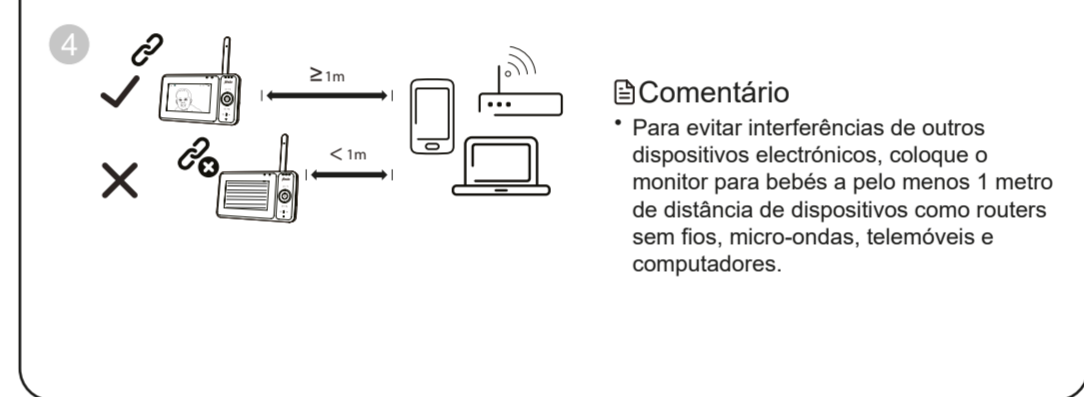 4
≥1m
< 1m
Comentário
• Para evitar interferências de outros
dispositivos electrónicos, coloque o
monitor para bebés a pelo menos 1 metro
de distância de dispositivos como routers
sem fios, micro-ondas, telemóveis e
computadores.